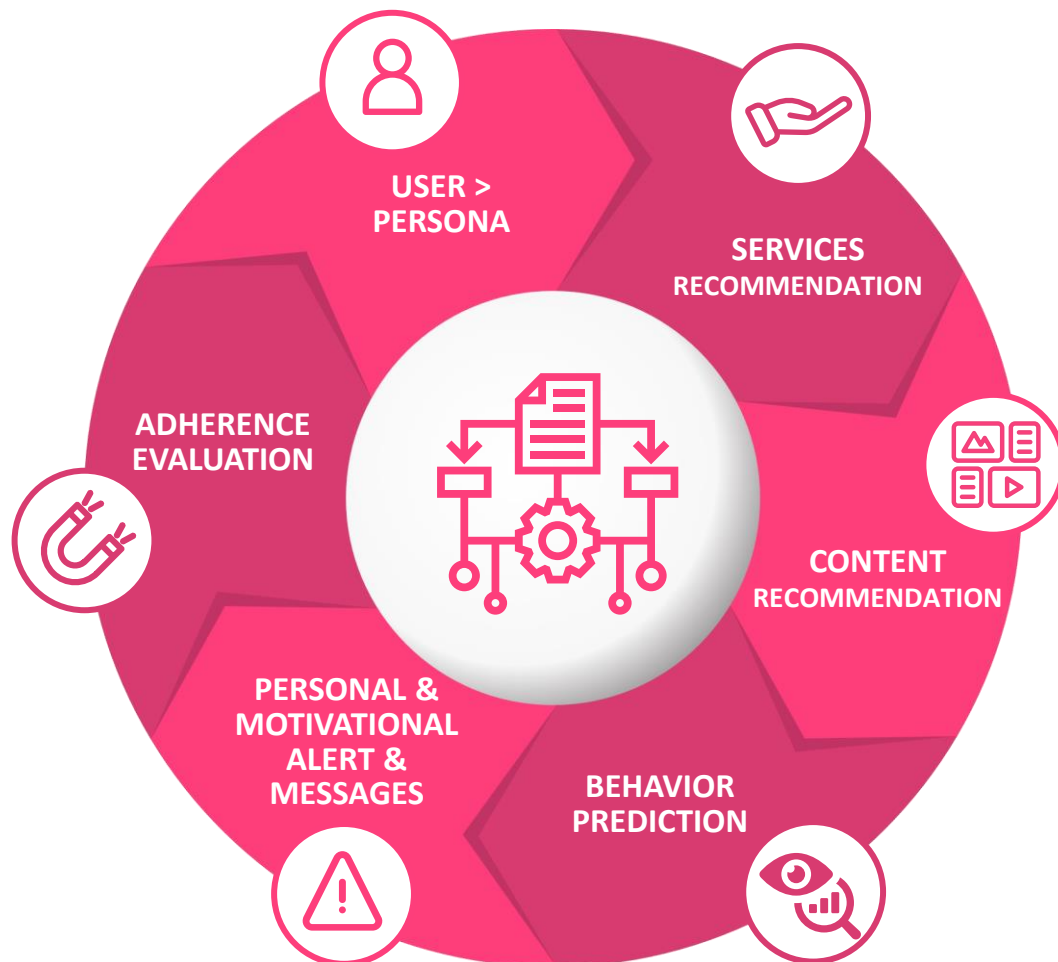 USER >
PERSONA
SERVICES
RECOMMENDATION
CONTENT
RECOMMENDATION
BEHAVIOR
PREDICTION
PERSONAL &
MOTIVATIONAL
ALERT &
MESSAGES
ADHERENCE
EVALUATION